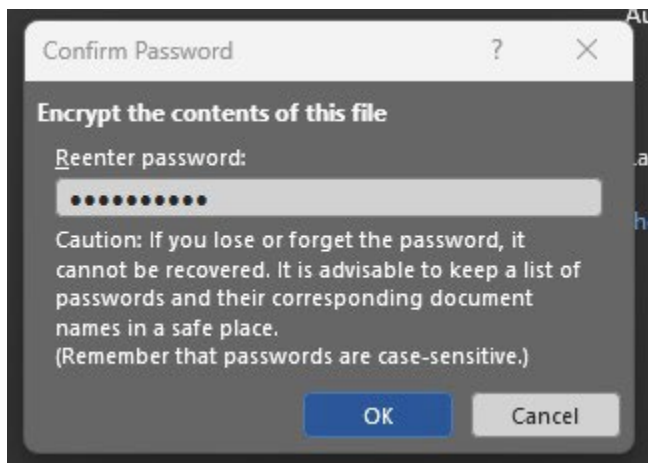 Confirm Password
Encrypt the contents of this file
Reenter password:
Caution: If you lose or forget the password, it
cannot be recovered. It is advisable to keep a list of
passwords and their corresponding document
names in a safe place.
(Remember that passwords are case-sensitive.)
OK
Cancel